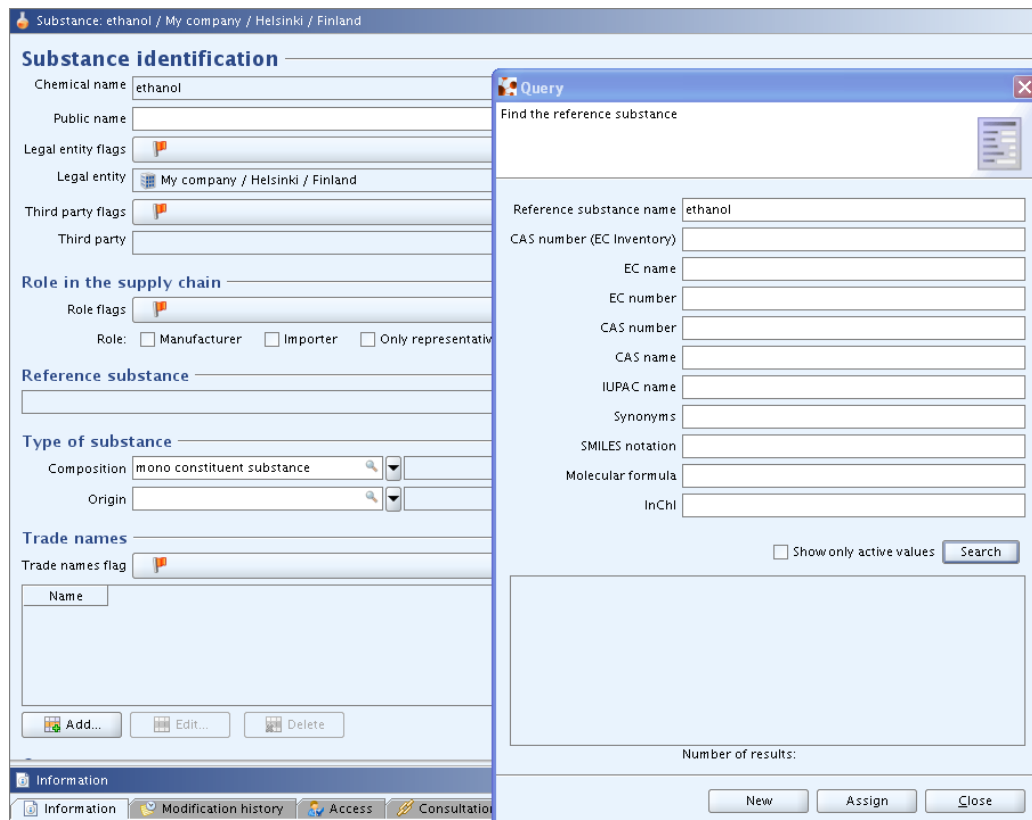 Substance: ethanol / My company / Helsinki / Finland
Substance identification
Chemical name ethanol
Public name
Legal entity flags
Legal entity My company / Helsinki / Finland
Third party flags
Third party
Role in the supply chain
Role flags
Role: Manufacturer Importer Only representativ
Reference substance
Type of substance
Composition mono constituent substance
Origin
Trade names
Trade names flag
Name
Add... Edit... Delete
Information
Information Modification history Access Consultation
Query
Find the reference substance
Reference substance name ethanol
CAS number (EC Inventory)
EC name
EC number
CAS number
CAS name
IUPAC name
Synonyms
SMILES notation
Molecular formula
InChI
Show only active values Search
Number of results:
New Assign Close